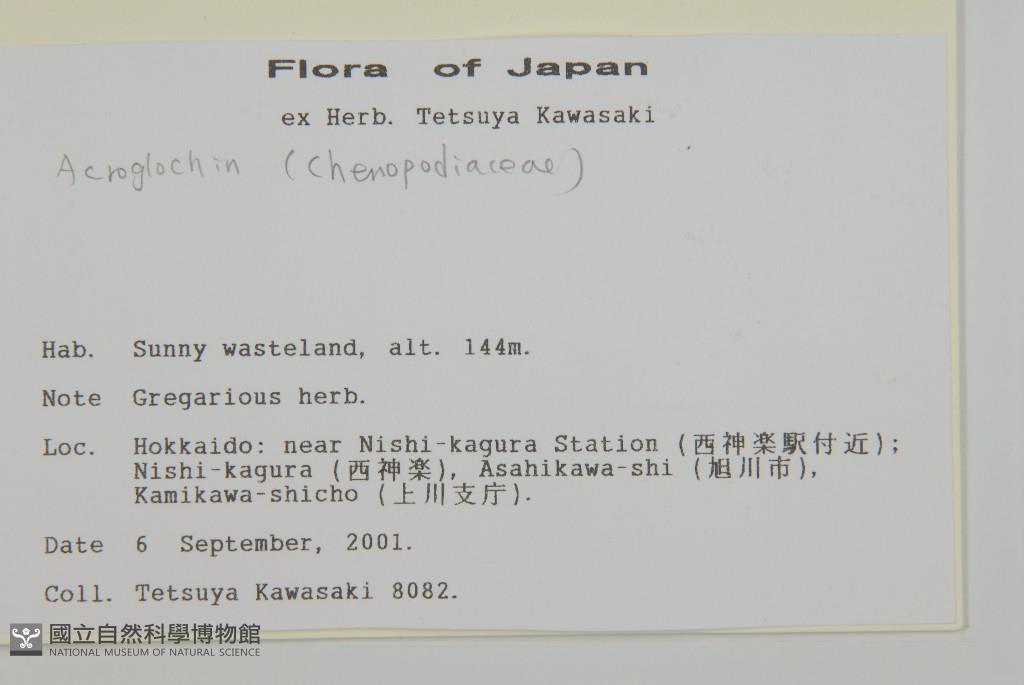 Flora of Japan
ex Herb. Tetsuya Kawasaki
Acroglochin (Chenopodiaceae)
Hab. Sunny wasteland, alt. 144m.
Note Gregarious herb.
Loc. Hokkaido: near Nishi-kagura Station (西神楽駅付近);
Nishi-kagura (西神楽), Asahikawa-shi (旭川市),
Kamikawa-shicho (上川支庁).
Date 6 September, 2001.
Coll. Tetsuya Kawasaki 8082.
國立自然科學博物館
NATIONAL MUSEUM OF NATURAL SCIENCE